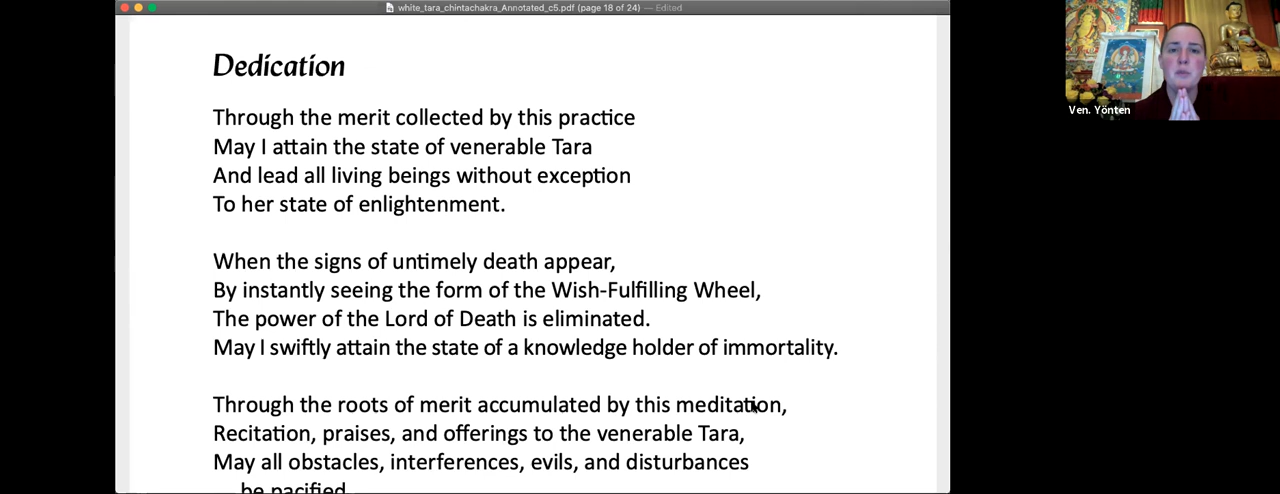 white_tara_chintachakra_Annotated_c5.pdf (page 18 of 24) — Edited
Dedication
Through the merit collected by this practice
May I attain the state of venerable Tara
And lead all living beings without exception
To her state of enlightenment.
When the signs of untimely death appear,
By instantly seeing the form of the Wish-Fulfilling Wheel,
The power of the Lord of Death is eliminated.
May I swiftly attain the state of a knowledge holder of immortality.
Through the roots of merit accumulated by this meditation,
Recitation, praises, and offerings to the venerable Tara,
May all obstacles, interferences, evils, and disturbances
be pacified
Ven. Yönten